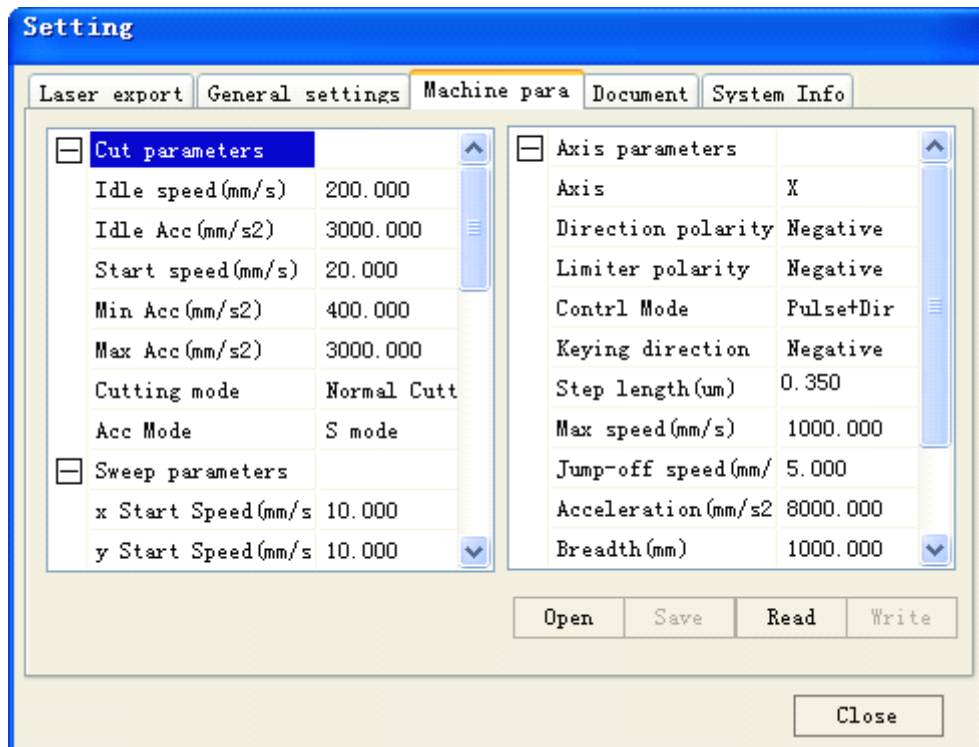 Setting
Laser export General settings Machine para Document System Info
Cut parameters
Idle speed(mm/s) 200.000
Idle Acc(mm/s2) 3000.000
Start speed(mm/s) 20.000
Min Acc(mm/s2) 400.000
Max Acc(mm/s2) 3000.000
Cutting mode Normal Cutt
Acc Mode S mode
Sweep parameters
x Start Speed(mm/s 10.000
y Start Speed(mm/s 10.000
Axis parameters
Axis X
Direction polarity Negative
Limiter polarity Negative
Contrl Mode Pulse+Dir
Keying direction Negative
Step length(um) 0.350
Max speed(mm/s) 1000.000
Jump-off speed(mm/ 5.000
Acceleration(mm/s2 8000.000
Breadth(mm) 1000.000
Open Save Read Write
Close